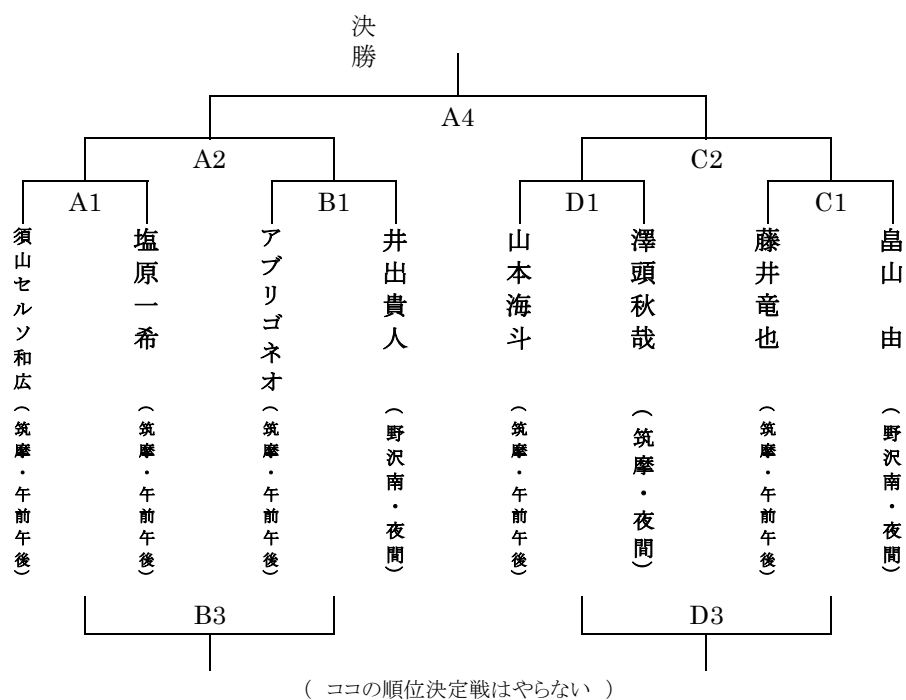 決勝
A4
A2
C2
A1
B1
D1
C1
須山セルソ和広(筑摩・午前午後)
塩原一希(筑摩・午前午後)
アブリゴネオ(筑摩・午前午後)
井出貴人(野沢南・夜間)
山本海斗(筑摩・午前午後)
澤頭秋哉(筑摩・夜間)
藤井竜也(筑摩・午前午後)
畠山 由(野沢南・夜間)
B3
D3
( ココの順位決定戦はやらない )